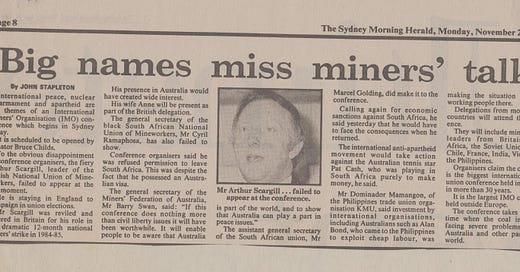 age 8
The Sydney Morning Herald, Monday, November 2
Big names miss miners' talk
By JOHN STAPLETON
nternational peace, nuclear
armament and apartheid are
themes of an International
ers' Organisation (IMO) con-
nce which begins in Sydney
ay.
is scheduled to be opened by
ator Bruce Childs.
o the obvious disappointment
onference organisers, the fiery
hur Scargill, leader of the
ish National Union of Mine-
kers, failed to appear at the
moment.
e is staying in England to
paign in union elections.
Mr Scargill was reviled and
ered in Britain for his role in
dramatic 12-month national
ers' strike in 1984-85.
His presence in Australia would
have created wide interest.
His wife Anne will be present as
part of the British delegation.
The general secretary of the
black South African National
Union of Mineworkers, Mr Cyril
Ramaphosa, has also failed to
show.
Conference organisers said he
was refused permission to leave
South Africa. This was despite the
fact that he possessed an Austra-
lian visa.
The general secretary of the
Miners' Federation of Australia,
Mr Barry Swan, said: "If this
conference does nothing more
than civil liberty issues it will have
been worthwhile. It will enable
people to be aware that Australia
Mr Arthur Scargill ... failed to
appear at the conference.
is part of the world, and to show
that Australia can play a part in
peace issues."
The assistant general secretary
of the South African union, Mr
Marcel Golding, did make it to the
conference.
Calling again for economic
sanctions against South Africa, he
said yesterday that he would have
to face the consequences when he
returned.
The international anti-apartheid
movement would take action
against the Australian tennis star
Pat Cash, who was playing in
South Africa purely to make
money, he said.
Mr Dominador Mamangon, of
the Philippines trade union organ-
isation KMU, said investment by
international organisations,
including Australians such as Alan
Bond, who came to the Philippines
to exploit cheap labour, was
making the situation
working people there.
Delegations from mo
countries will attend th
ence.
They will include mi
leaders from Britain
Africa, the Soviet Unio
Chile, France, India, Vie
the Philippines.
Organisers claim the c
is the biggest internatio
union conference held in
in more than 30 years.
It is the largest IMO c
held outside Europe.
The conference takes
time when the coal in
facing severe problems
Australia and other pa
world.